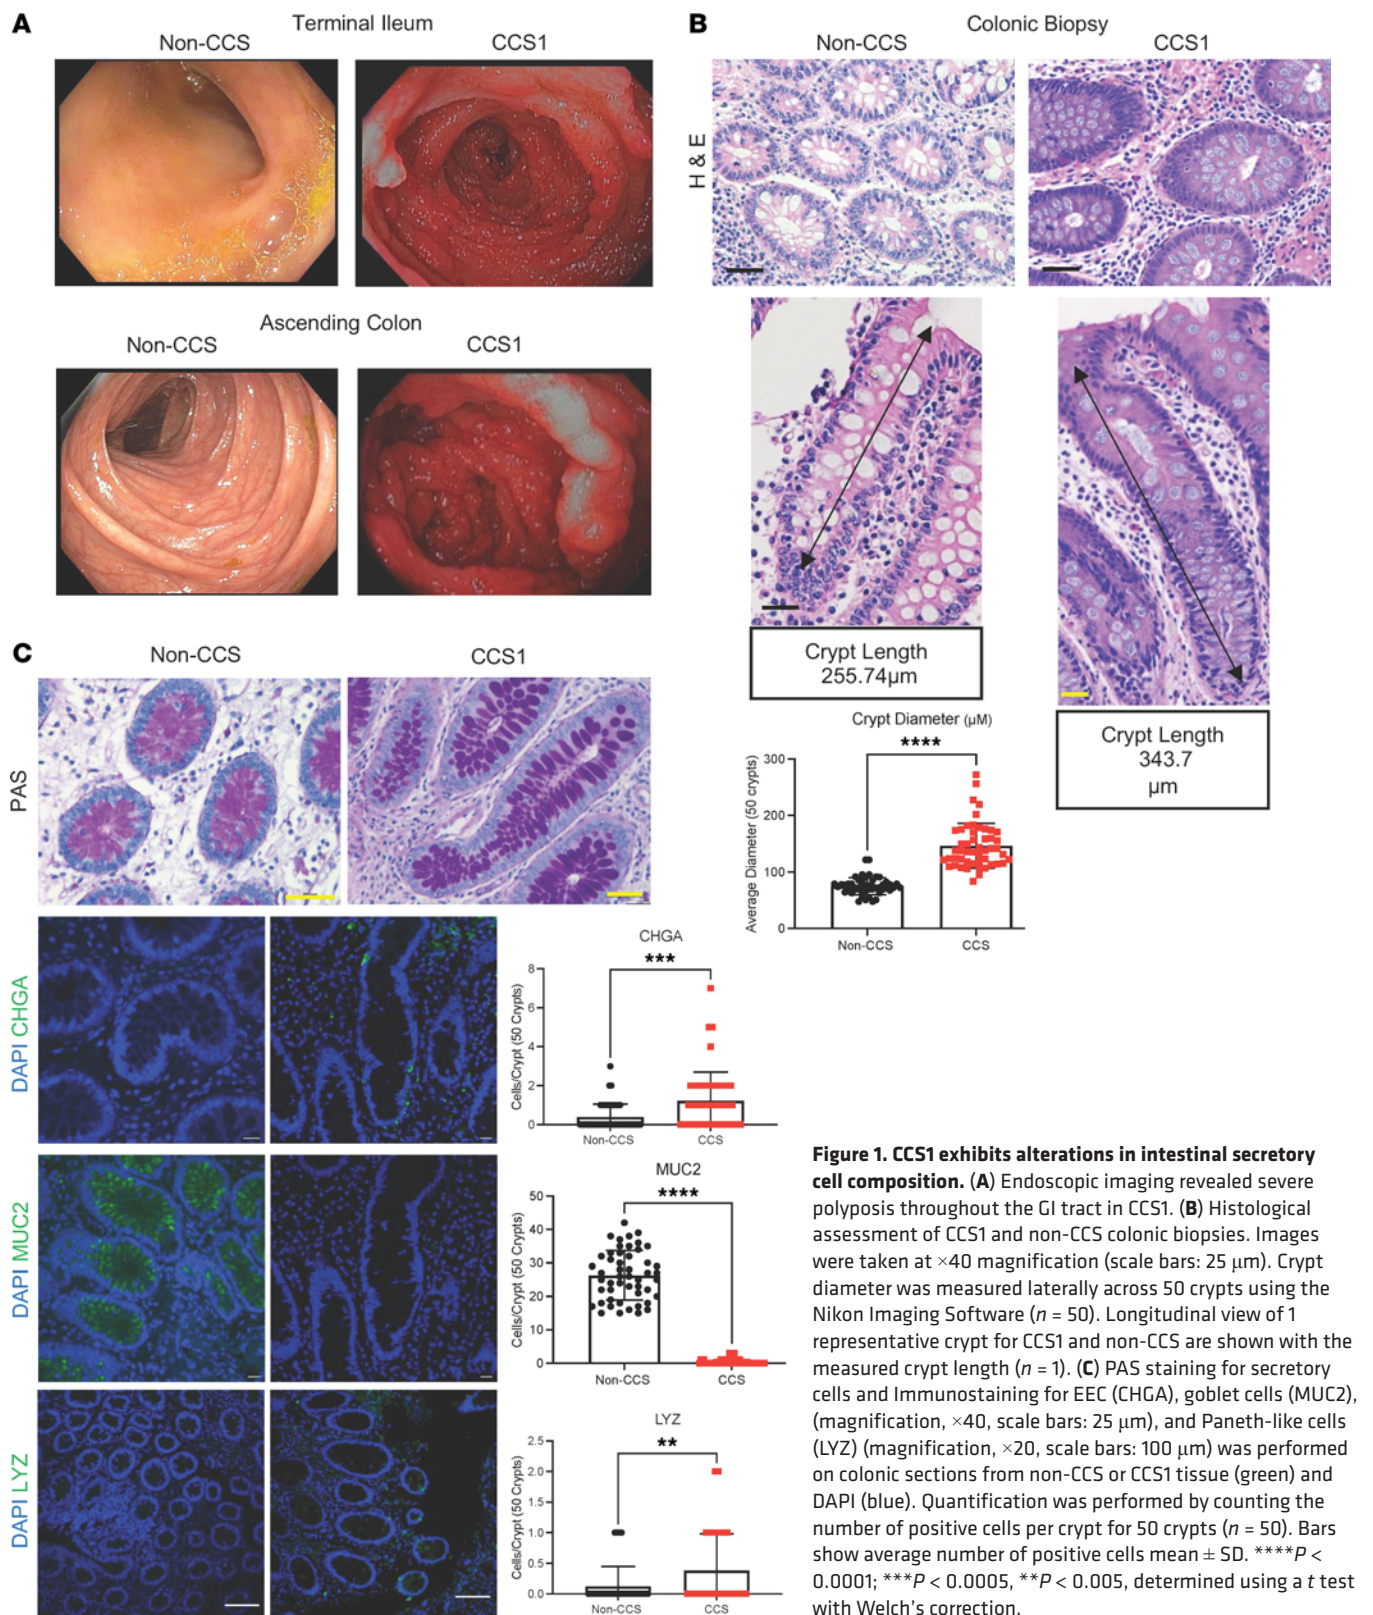 A
Terminal Ileum
Non-CCS
CCS1
Ascending Colon
Non-CCS
CCS1
B
Colonic Biopsy
Non-CCS
CCS1
H & E
Crypt Length
255.74µm
Crypt Length
343.7
µm
Crypt Diameter (µM)
****
Average Diameter (50 crypts)
300
200
100
0
Non-CCS
CCS
C
Non-CCS
CCS1
PAS
DAPI CHGA
CHGA
***
Cells/Crypt (50 Crypts)
8
6
4
2
0
Non-CCS
CCS
DAPI MUC2
MUC2
****
Cells/Crypt (50 Crypts)
50
40
30
20
10
0
Non-CCS
CCS
DAPI LYZ
LYZ
**
Cells/Crypt (50 Crypts)
2.5
2.0
1.5
1.0
0.5
0.0
Non-CCS
CCS
Figure 1. CCS1 exhibits alterations in intestinal secretory
cell composition. (A) Endoscopic imaging revealed severe
polyposis throughout the GI tract in CCS1. (B) Histological
assessment of CCS1 and non-CCS colonic biopsies. Images
were taken at ×40 magnification (scale bars: 25 μm). Crypt
diameter was measured laterally across 50 crypts using the
Nikon Imaging Software (n = 50). Longitudinal view of 1
representative crypt for CCS1 and non-CCS are shown with the
measured crypt length (n = 1). (C) PAS staining for secretory
cells and Immunostaining for EEC (CHGA), goblet cells (MUC2),
(magnification, ×40, scale bars: 25 μm), and Paneth-like cells
(LYZ) (magnification, ×20, scale bars: 100 μm) was performed
on colonic sections from non-CCS or CCS1 tissue (green) and
DAPI (blue). Quantification was performed by counting the
number of positive cells per crypt for 50 crypts (n = 50). Bars
show average number of positive cells mean ± SD. ****P <
0.0001; ***P < 0.0005, **P < 0.005, determined using a t test
with Welch's correction.